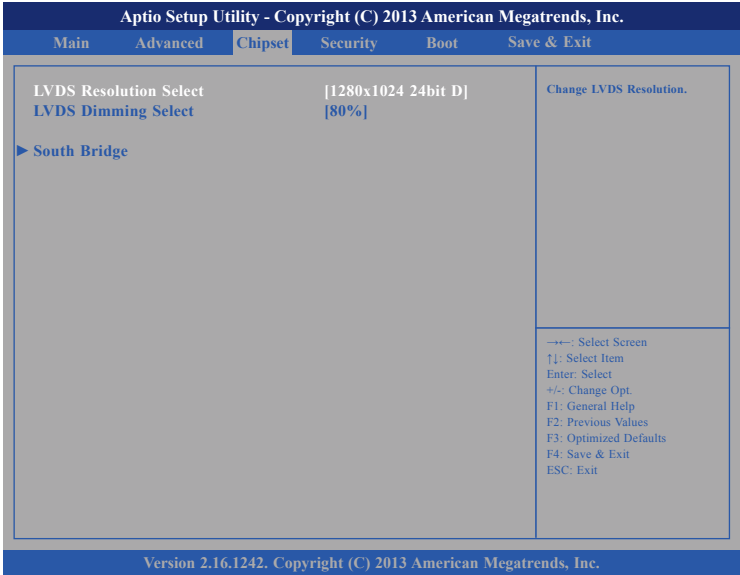 Aptio Setup Utility - Copyright (C) 2013 American Megatrends, Inc.
Main Advanced Chipset Security Boot Save & Exit
LVDS Resolution Select [1280x1024 24bit D]
LVDS Dimming Select [80%]
► South Bridge
Change LVDS Resolution.
→←: Select Screen
↑↓: Select Item
Enter: Select
+/-: Change Opt.
F1: General Help
F2: Previous Values
F3: Optimized Defaults
F4: Save & Exit
ESC: Exit
Version 2.16.1242. Copyright (C) 2013 American Megatrends, Inc.